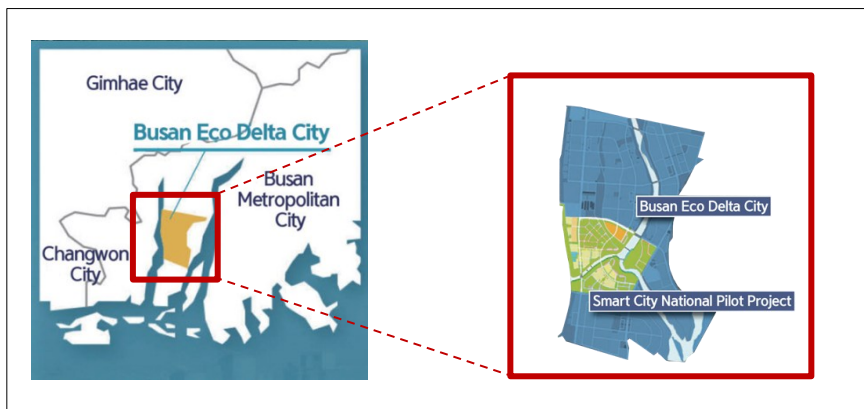 Gimhae City
Busan Eco Delta City
Busan
Metropolitan
City
Changwon
City
Busan Eco Delta City
Smart City National Pilot Project